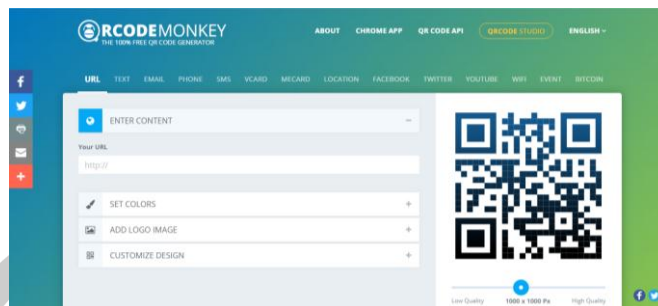 QRCODEMONKEY
THE 100% FREE QR CODE GENERATOR
ABOUT CHROME APP QR CODE API QRCODE STUDIO ENGLISH
URL TEXT EMAIL PHONE SMS VCARD MECARD LOCATION FACEBOOK TWITTER YOUTUBE WIFI EVENT BITCOIN
ENTER CONTENT −
Your URL
http://
SET COLORS +
ADD LOGO IMAGE +
CUSTOMIZE DESIGN +
Low Quality 1000 x 1000 Px High Quality